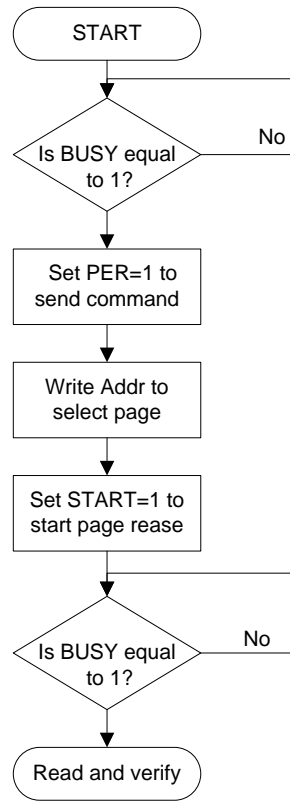 START
No
Is BUSY equal
to 1?
Set PER=1 to
send command
Write Addr to
select page
Set START=1 to
start page rease
No
Is BUSY equal
to 1?
Read and verify